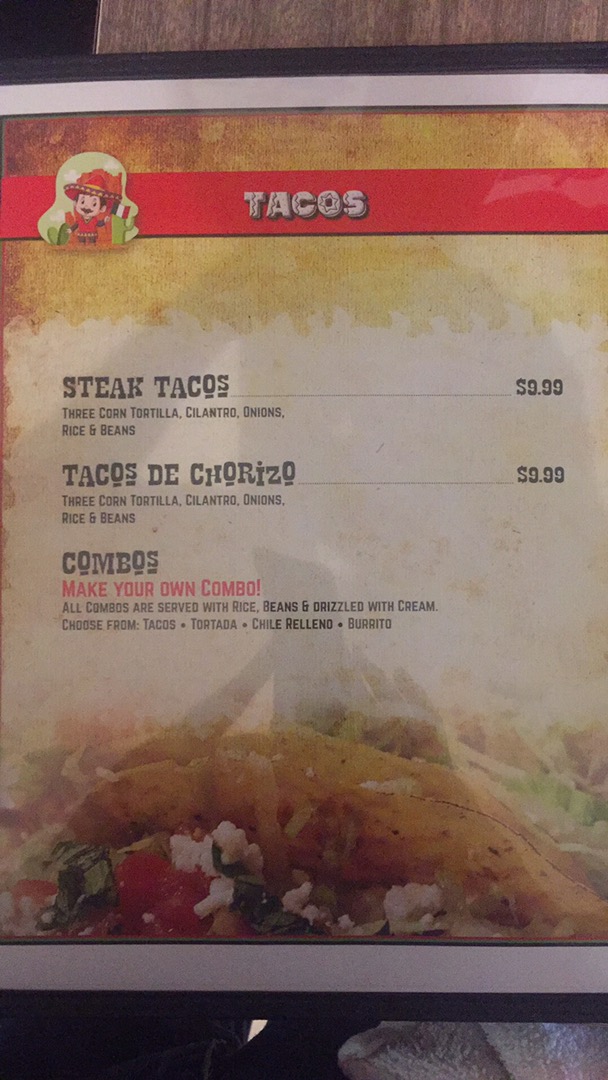 TACOS
STEAK TACOS $9.99
THREE CORN TORTILLA, CILANTRO, ONIONS,
RICE & BEANS
TACOS DE CHORIZO $9.99
THREE CORN TORTILLA, CILANTRO, ONIONS,
RICE & BEANS
COMBOS
MAKE YOUR OWN COMBO!
ALL COMBOS ARE SERVED WITH RICE, BEANS & DRIZZLED WITH CREAM.
CHOOSE FROM: TACOS • TORTADA • CHILE RELLENO • BURRITO